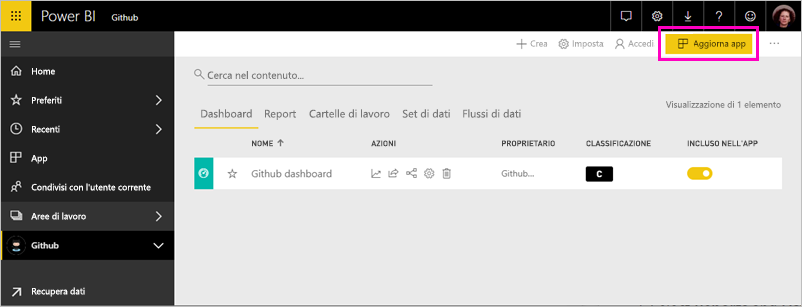 Power BI Github
Crea Imposta Accedi Aggiorna app ...
Home
Preferiti
Recenti
App
Condivisi con l'utente corrente
Aree di lavoro
Github
Recupera dati
Cerca nel contenuto...
Visualizzazione di 1 elemento
Dashboard Report Cartelle di lavoro Set di dati Flussi di dati
NOME AZIONI PROPRIETARIO CLASSIFICAZIONE INCLUSO NELL'APP
Github dashboard Github... C